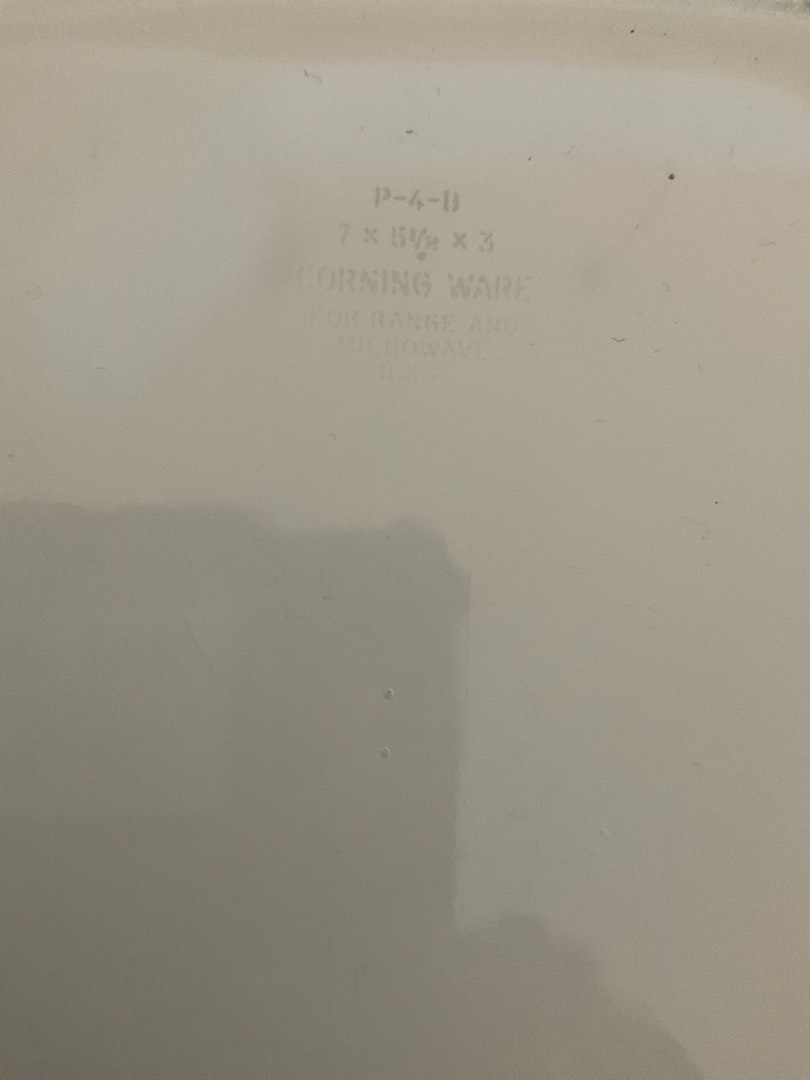 P-4-B
7 × 5½ × 3
CORNING WARE
FOR RANGE AND
MICROWAVE
U.S.A.